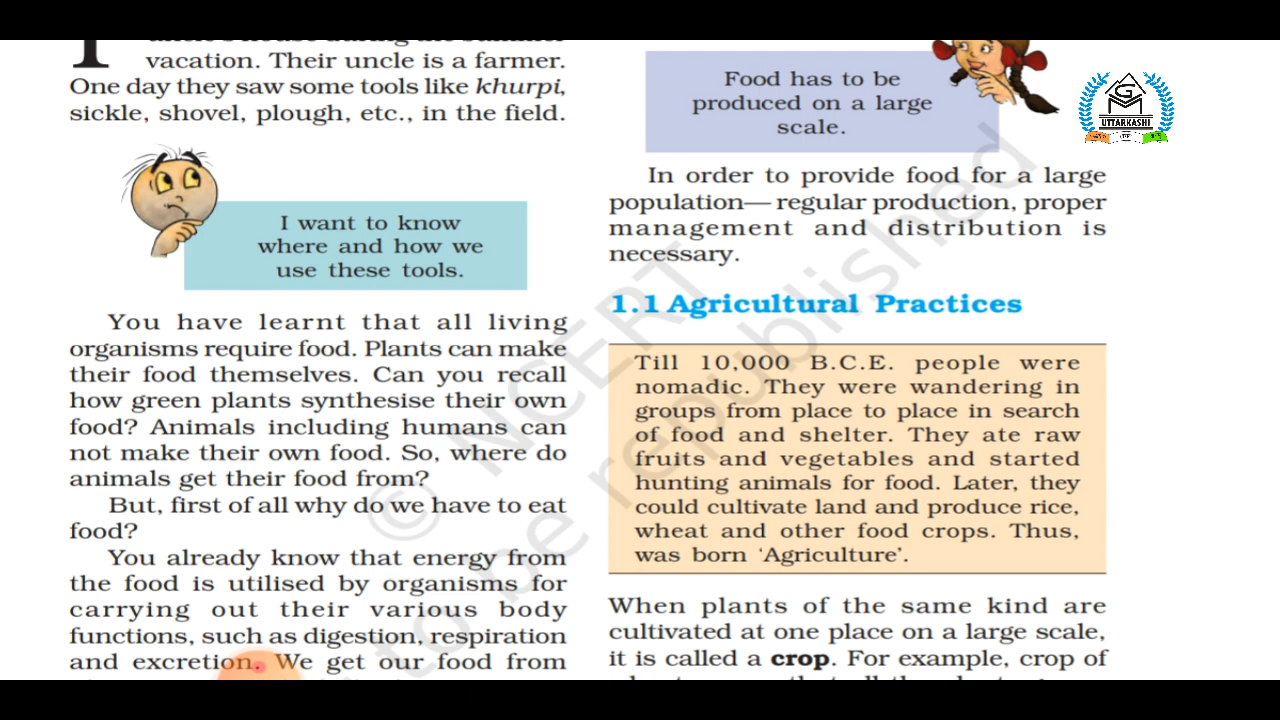 vacation. Their uncle is a farmer.
One day they saw some tools like khurpi,
sickle, shovel, plough, etc., in the field.
I want to know
where and how we
use these tools.
You have learnt that all living
organisms require food. Plants can make
their food themselves. Can you recall
how green plants synthesise their own
food? Animals including humans can
not make their own food. So, where do
animals get their food from?
But, first of all why do we have to eat
food?
You already know that energy from
the food is utilised by organisms for
carrying out their various body
functions, such as digestion, respiration
and excretion. We get our food from
Food has to be
produced on a large
scale.
In order to provide food for a large
population— regular production, proper
management and distribution is
necessary.
1.1 Agricultural Practices
Till 10,000 B.C.E. people were
nomadic. They were wandering in
groups from place to place in search
of food and shelter. They ate raw
fruits and vegetables and started
hunting animals for food. Later, they
could cultivate land and produce rice,
wheat and other food crops. Thus,
was born ‘Agriculture’.
When plants of the same kind are
cultivated at one place on a large scale,
it is called a crop. For example, crop of
© NCERT
to be republished
G
UTTARKASHI